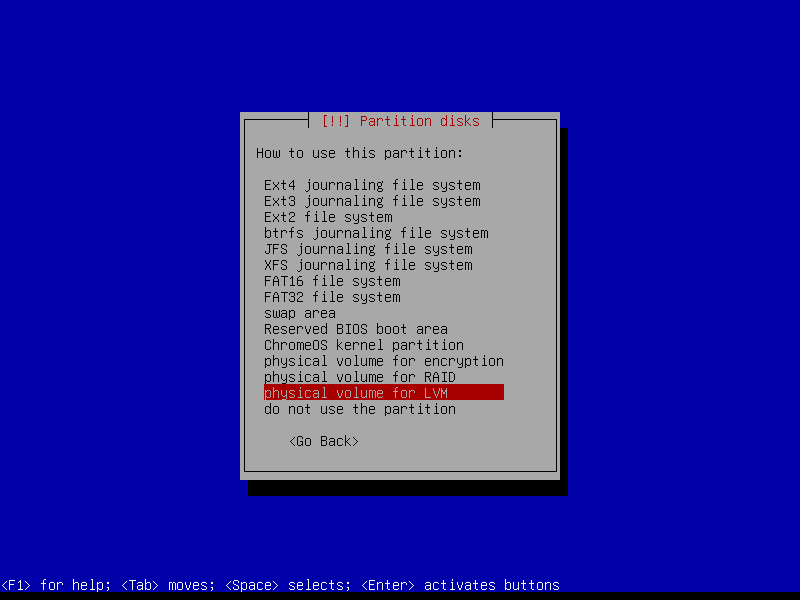 [!!] Partition disks
How to use this partition:
Ext4 journaling file system
Ext3 journaling file system
Ext2 file system
btrfs journaling file system
JFS journaling file system
XFS journaling file system
FAT16 file system
FAT32 file system
swap area
Reserved BIOS boot area
ChromeOS kernel partition
physical volume for encryption
physical volume for RAID
physical volume for LVM
do not use the partition
<Go Back>
<F1> for help; <Tab> moves; <Space> selects; <Enter> activates buttons